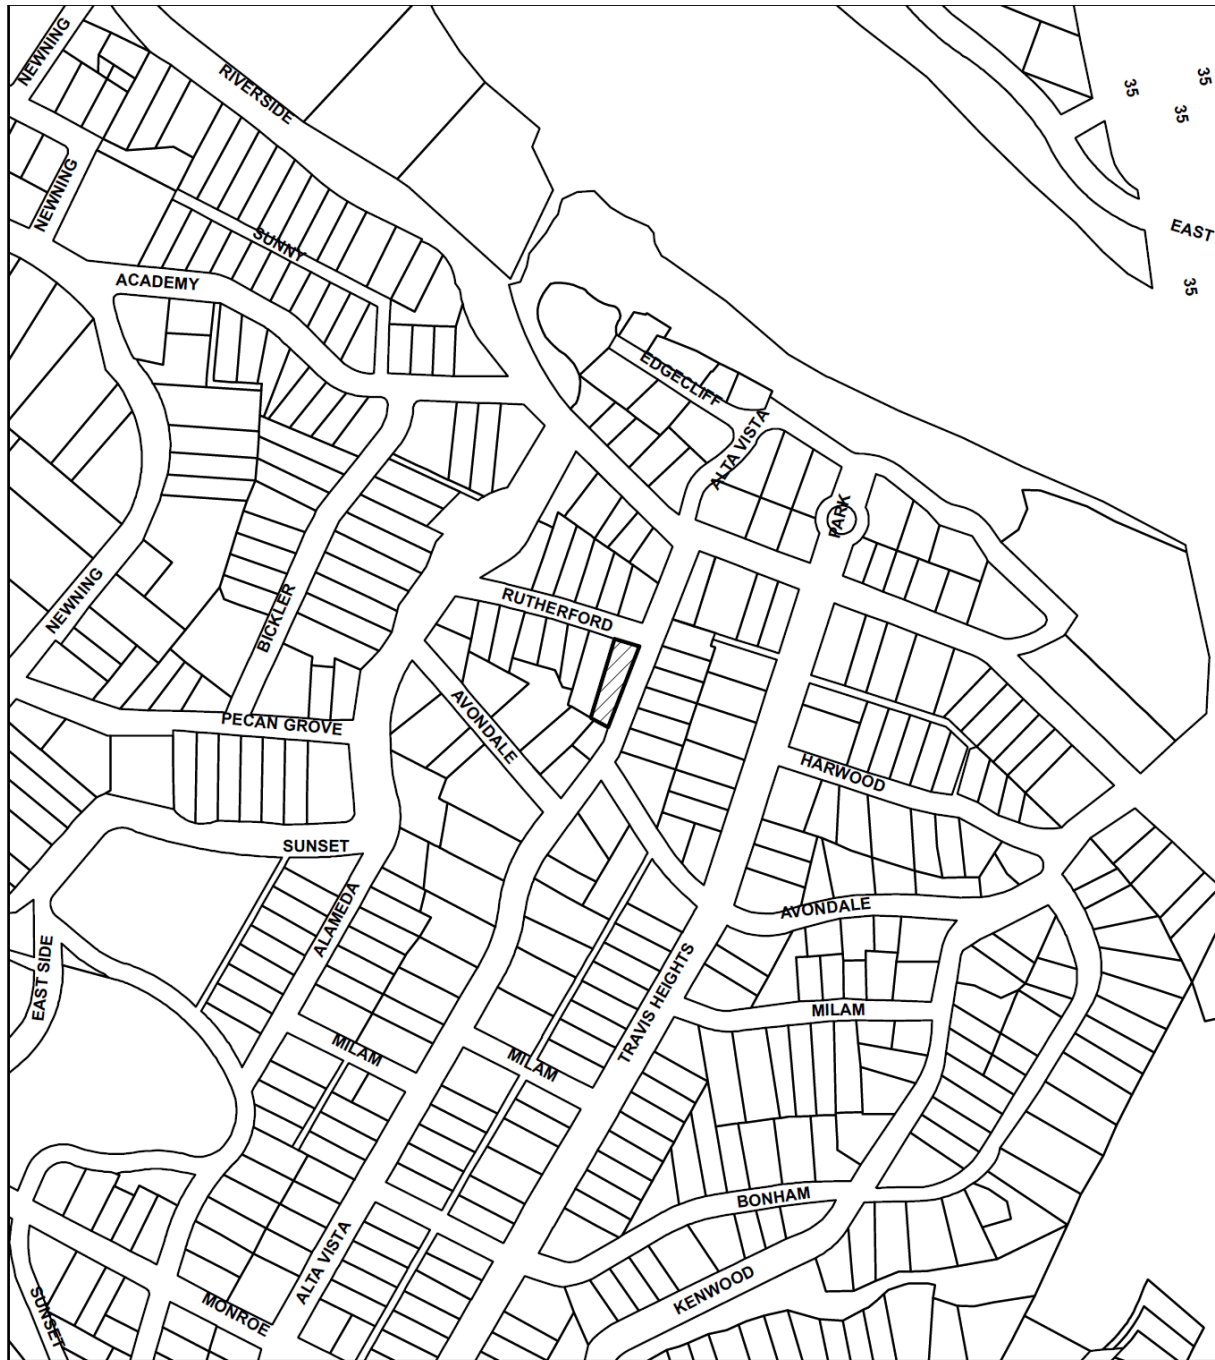 NEWNING
RIVERSIDE
35
35
35
NEWNING
EAST
SUNNY
ACADEMY
35
EDGECLIFF
ALTA VISTA
PARK
NEWNING
BICKLER
RUTHERFORD
AVONDALE
PECAN GROVE
HARWOOD
SUNSET
ALAMEDA
AVONDALE
EAST SIDE
TRAVIS HEIGHTS
MILAM
MILAM
MILAM
BONHAM
ALTA VISTA
KENWOOD
MONROE
SUNSET